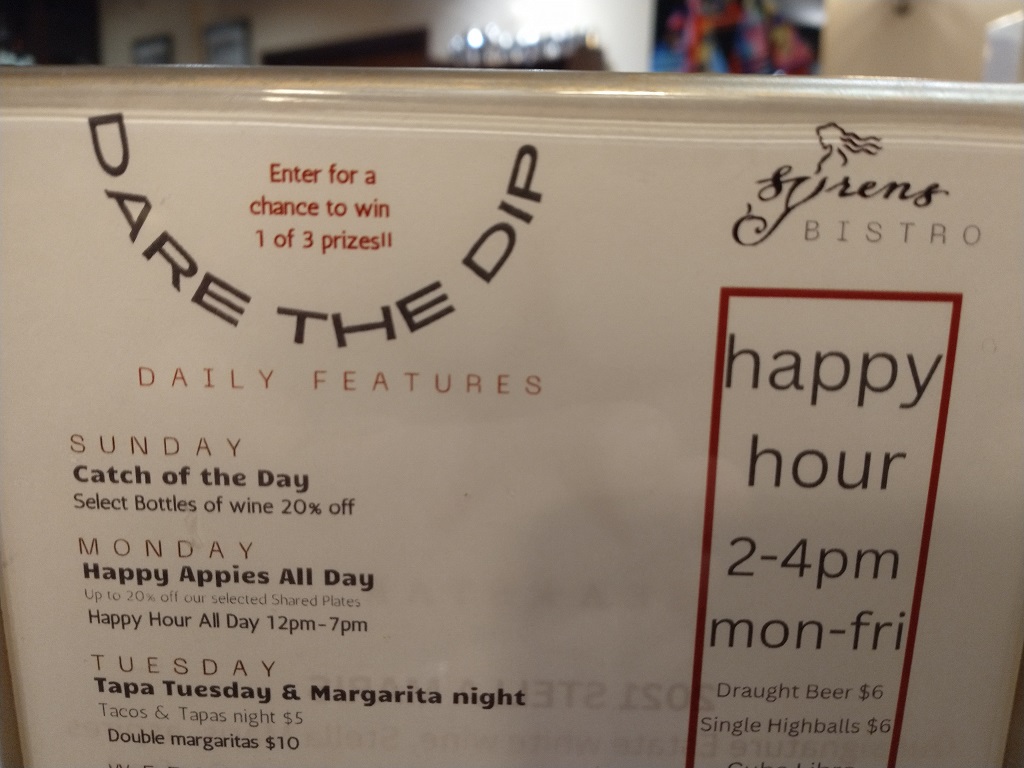 DARE THE DIP
Enter for a
chance to win
1 of 3 prizes!!
DAILY FEATURES
SUNDAY
Catch of the Day
Select Bottles of wine 20% off
MONDAY
Happy Appies All Day
Up to 20% off our selected Shared Plates
Happy Hour All Day 12pm-7pm
TUESDAY
Tapa Tuesday & Margarita night
Tacos & Tapas night $5
Double margaritas $10
Syrens
BISTRO
happy
hour
2-4pm
mon-fri
Draught Beer $6
Single Highballs $6